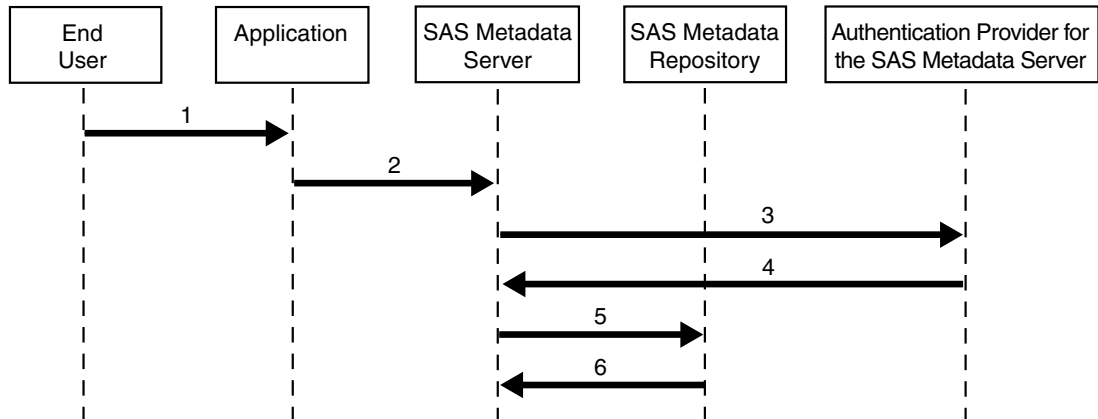 End
User
Application
SAS Metadata
Server
SAS Metadata
Repository
Authentication Provider for
the SAS Metadata Server
1
2
3
4
5
6